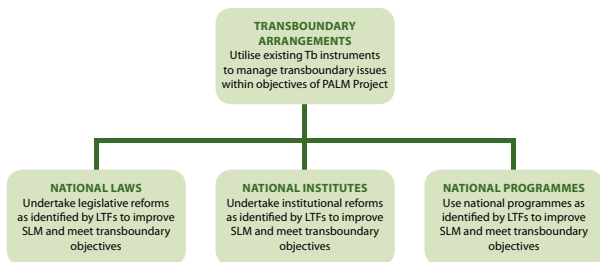 TRANSBOUNDARY
ARRANGEMENTS
Utilise existing Tb instruments
to manage transboundary issues
within objectives of PALM Project
NATIONAL LAWS
Undertake legislative reforms
as identified by LTFs to improve
SLM and meet transboundary
objectives
NATIONAL INSTITUTES
Undertake institutional reforms
as identified by LTFs to improve
SLM and meet transboundary
objectives
NATIONAL PROGRAMMES
Use national programmes as
identified by LTFs to improve
SLM and meet transboundary
objectives